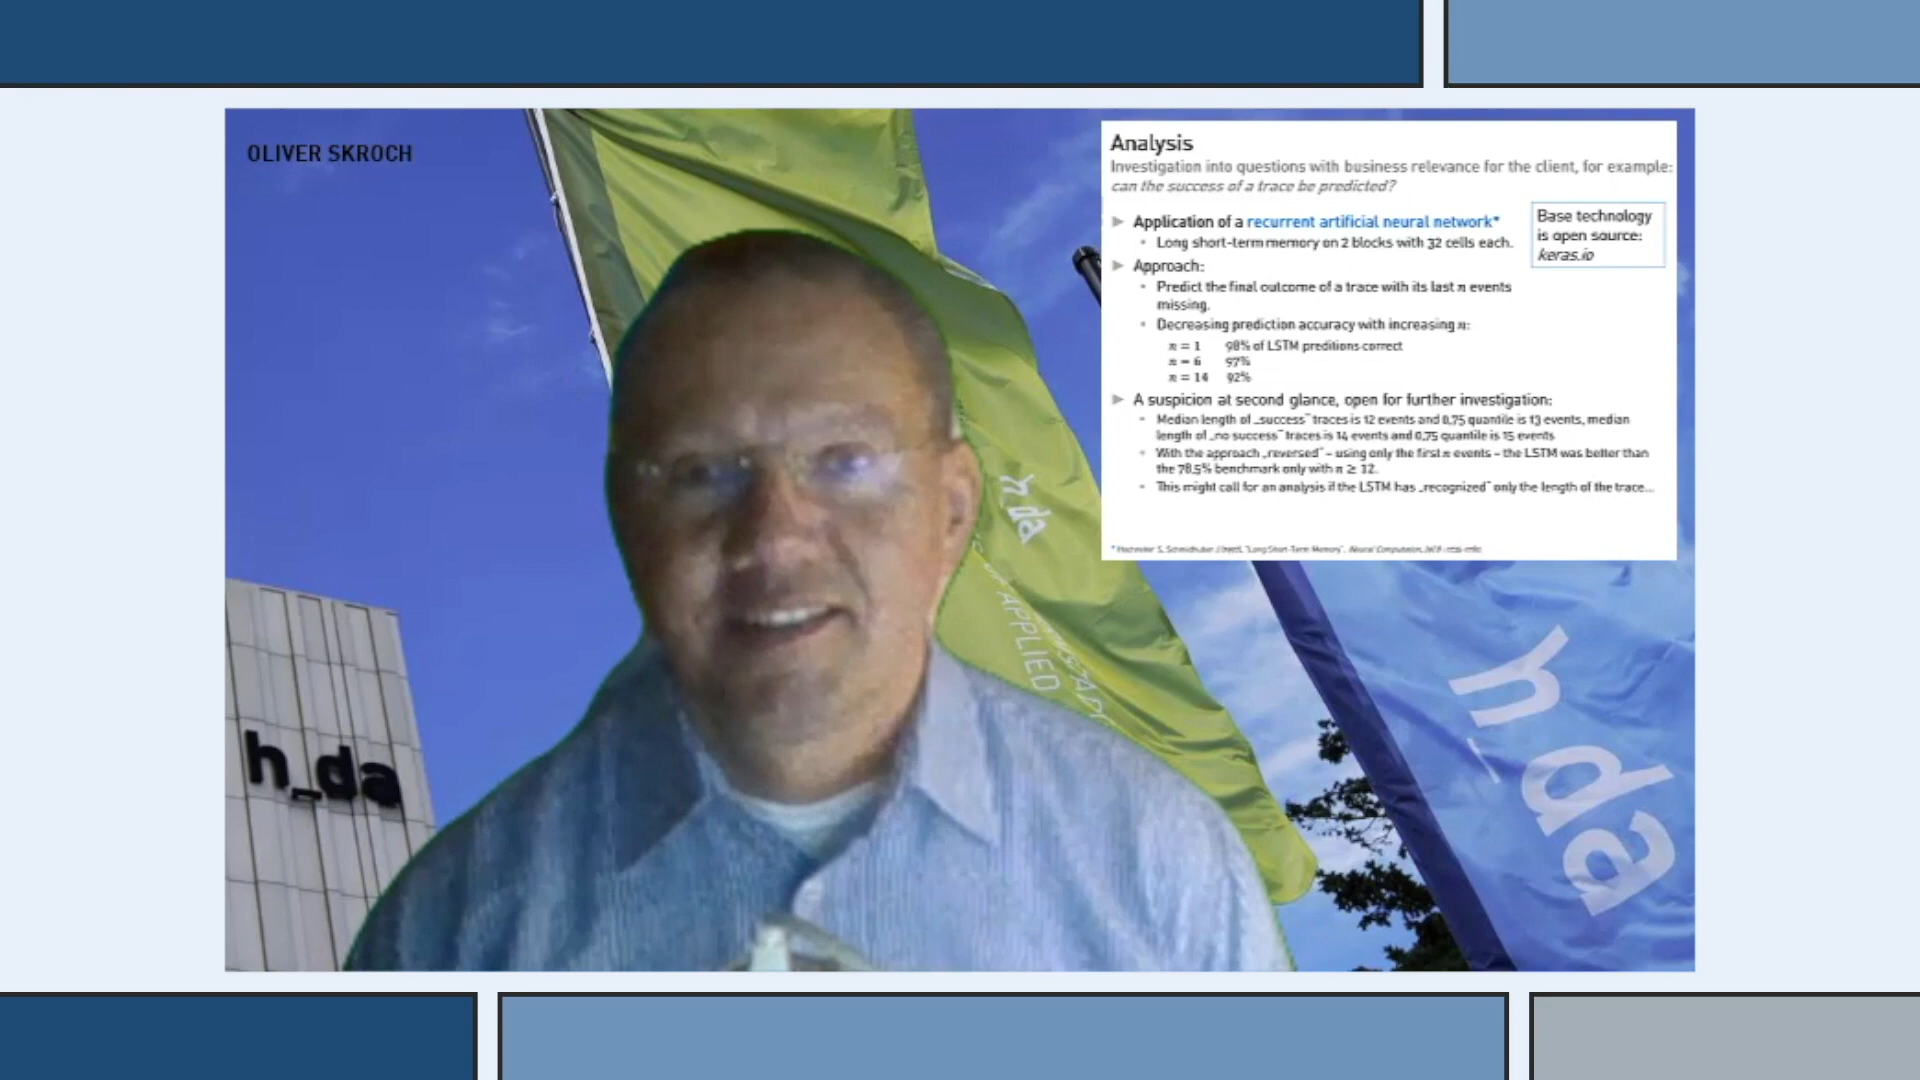 OLIVER SKROCH
Analysis
Investigation into questions with business relevance for the client, for example:
can the success of a trace be predicted?
► Application of a recurrent artificial neural network*
• Long short-term memory on 2 blocks with 32 cells each.
Base technology
is open source:
keras.io
► Approach:
• Predict the final outcome of a trace with its last n events
missing.
• Decreasing prediction accuracy with increasing n:
n = 1 98% of LSTM preditions correct
n = 6 97%
n = 14 92%
► A suspicion at second glance, open for further investigation:
• Median length of „success” traces is 12 events and 0,75 quantile is 13 events, median
length of „no success” traces is 14 events and 0,75 quantile is 15 events
• With the approach „reversed” – using only the first n events – the LSTM was better than
the 78,5% benchmark only with n ≥ 12.
• This might call for an analysis if the LSTM has „recognized” only the length of the trace...
* Hochreiter S, Schmidhuber J "Long Short-Term Memory". Neural Computation
h_da
APPLIED
h_da
h_da